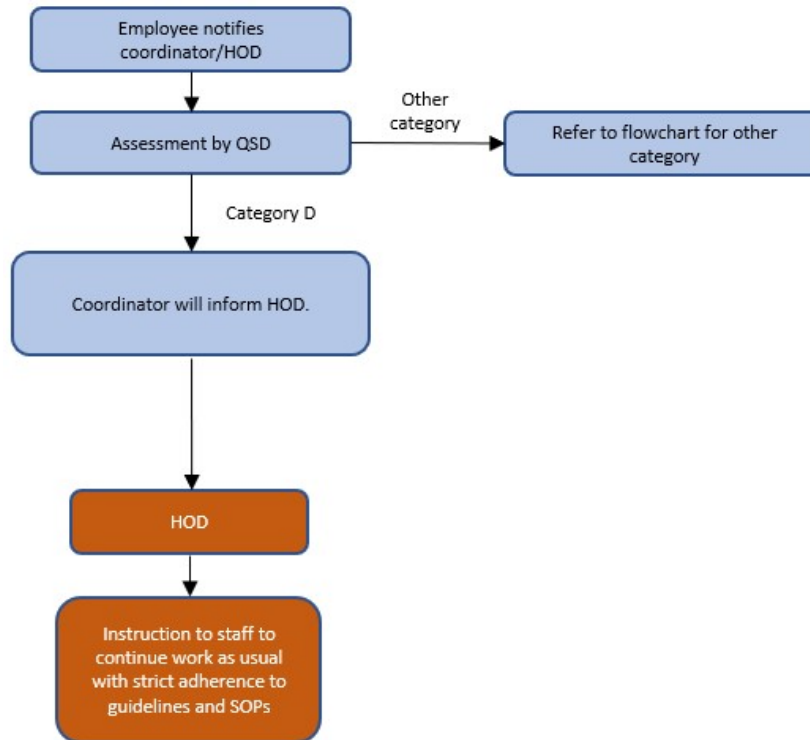 Employee notifies
coordinator/HOD
Other
category
Assessment by QSD
Refer to flowchart for other
category
Category D
Coordinator will inform HOD.
HOD
Instruction to staff to
continue work as usual
with strict adherence to
guidelines and SOPs